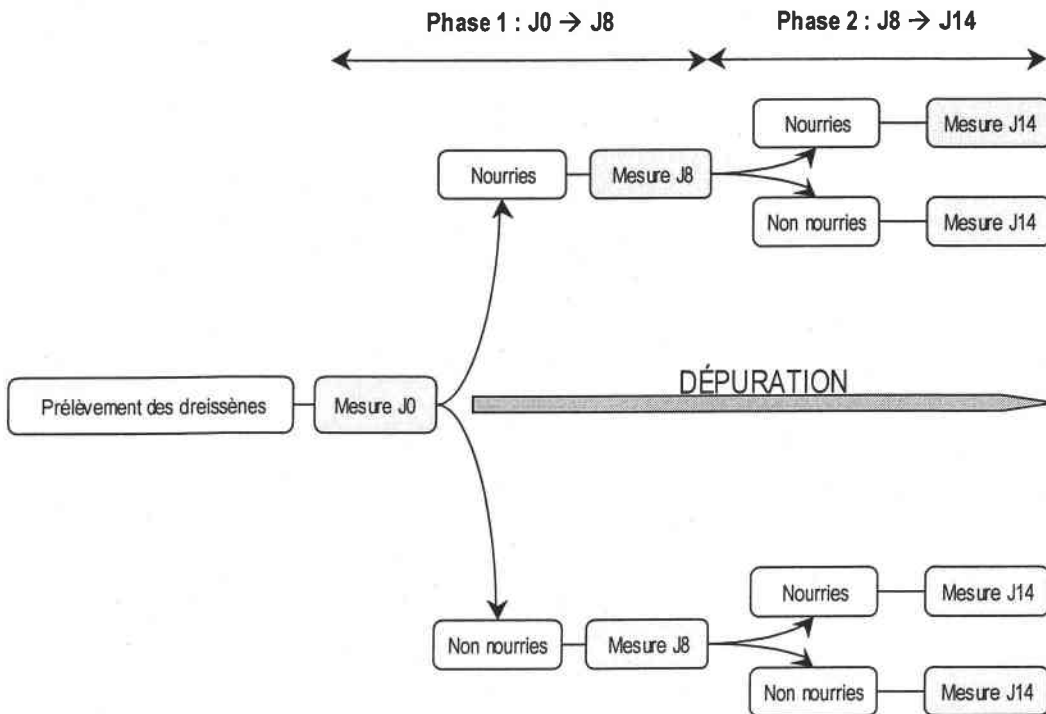 Phase 1 : J0 → J8
Phase 2 : J8 → J14
Nourries
Mesure J14
Nourries
Mesure J8
Non nourries
Mesure J14
DÉPURATION
Prélèvement des dreissènes
Mesure J0
Nourries
Mesure J14
Non nourries
Mesure J8
Non nourries
Mesure J14